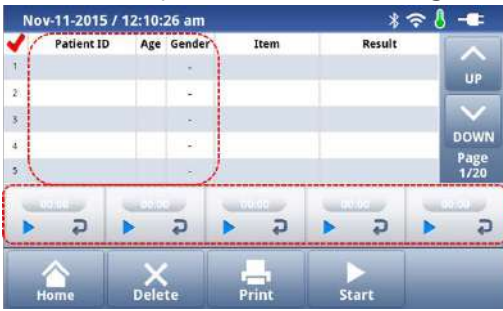 Nov-11-2015 / 12:10:26 am
Patient ID Age Gender Item Result
1 -
2 -
3 -
4 -
5 -
UP
DOWN
Page
1/20
00:00 00:00 00:00 00:00 00:00
Home Delete Print Start